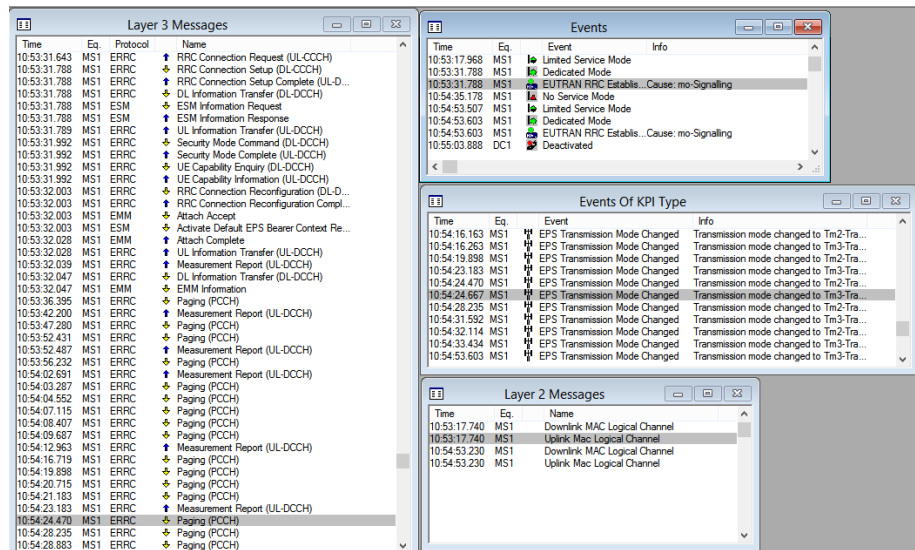 Layer 3 Messages
Time Eq. Protocol Name
10:53:31.643 MS1 ERRC RRC Connection Request (UL-CCCH)
10:53:31.788 MS1 ERRC RRC Connection Setup (DL-CCCH)
10:53:31.788 MS1 ERRC RRC Connection Setup Complete (UL-D...
10:53:31.788 MS1 ERRC DL Information Transfer (DL-DCCH)
10:53:31.788 MS1 ESM ESM Information Request
10:53:31.788 MS1 ESM ESM Information Response
10:53:31.789 MS1 ERRC UL Information Transfer (UL-DCCH)
10:53:31.992 MS1 ERRC Security Mode Command (DL-DCCH)
10:53:31.992 MS1 ERRC Security Mode Complete (UL-DCCH)
10:53:31.992 MS1 ERRC UE Capability Enquiry (DL-DCCH)
10:53:31.992 MS1 ERRC UE Capability Information (UL-DCCH)
10:53:32.003 MS1 ERRC RRC Connection Reconfiguration (DL-D...
10:53:32.003 MS1 ERRC RRC Connection Reconfiguration Compl...
10:53:32.003 MS1 EMM Attach Accept
10:53:32.003 MS1 ESM Activate Default EPS Bearer Context Re...
10:53:32.028 MS1 EMM Attach Complete
10:53:32.028 MS1 ERRC UL Information Transfer (UL-DCCH)
10:53:32.039 MS1 ERRC Measurement Report (UL-DCCH)
10:53:32.047 MS1 ERRC DL Information Transfer (DL-DCCH)
10:53:32.047 MS1 EMM EMM Information
10:53:36.395 MS1 ERRC Paging (PCCH)
10:53:42.200 MS1 ERRC Measurement Report (UL-DCCH)
10:53:47.280 MS1 ERRC Paging (PCCH)
10:53:52.431 MS1 ERRC Paging (PCCH)
10:53:52.487 MS1 ERRC Measurement Report (UL-DCCH)
10:53:56.232 MS1 ERRC Paging (PCCH)
10:54:02.691 MS1 ERRC Measurement Report (UL-DCCH)
10:54:03.287 MS1 ERRC Paging (PCCH)
10:54:04.552 MS1 ERRC Paging (PCCH)
10:54:07.115 MS1 ERRC Paging (PCCH)
10:54:08.407 MS1 ERRC Paging (PCCH)
10:54:09.687 MS1 ERRC Paging (PCCH)
10:54:12.963 MS1 ERRC Measurement Report (UL-DCCH)
10:54:16.719 MS1 ERRC Paging (PCCH)
10:54:19.898 MS1 ERRC Paging (PCCH)
10:54:20.715 MS1 ERRC Paging (PCCH)
10:54:21.183 MS1 ERRC Paging (PCCH)
10:54:23.183 MS1 ERRC Measurement Report (UL-DCCH)
10:54:24.470 MS1 ERRC Paging (PCCH)
10:54:28.235 MS1 ERRC Paging (PCCH)
10:54:28.883 MS1 ERRC Paging (PCCH)
Events
Time Eq. Event Info
10:53:17.968 MS1 Limited Service Mode
10:53:31.788 MS1 Dedicated Mode
10:53:31.788 MS1 EUTRAN RRC Establis...Cause: mo-Signalling
10:54:35.178 MS1 No Service Mode
10:54:53.507 MS1 Limited Service Mode
10:54:53.603 MS1 Dedicated Mode
10:54:53.603 MS1 EUTRAN RRC Establis...Cause: mo-Signalling
10:55:03.888 DC1 Deactivated
Events Of KPI Type
Time Eq. Event Info
10:54:16.163 MS1 EPS Transmission Mode Changed Transmission mode changed to Tm2-Tra...
10:54:16.263 MS1 EPS Transmission Mode Changed Transmission mode changed to Tm3-Tra...
10:54:19.898 MS1 EPS Transmission Mode Changed Transmission mode changed to Tm2-Tra...
10:54:23.183 MS1 EPS Transmission Mode Changed Transmission mode changed to Tm3-Tra...
10:54:24.470 MS1 EPS Transmission Mode Changed Transmission mode changed to Tm2-Tra...
10:54:24.667 MS1 EPS Transmission Mode Changed Transmission mode changed to Tm3-Tra...
10:54:28.235 MS1 EPS Transmission Mode Changed Transmission mode changed to Tm2-Tra...
10:54:31.592 MS1 EPS Transmission Mode Changed Transmission mode changed to Tm3-Tra...
10:54:32.114 MS1 EPS Transmission Mode Changed Transmission mode changed to Tm2-Tra...
10:54:33.434 MS1 EPS Transmission Mode Changed Transmission mode changed to Tm3-Tra...
10:54:53.603 MS1 EPS Transmission Mode Changed Transmission mode changed to Tm3-Tra...
Layer 2 Messages
Time Eq. Name
10:53:17.740 MS1 Downlink MAC Logical Channel
10:53:17.740 MS1 Uplink Mac Logical Channel
10:54:53.230 MS1 Downlink MAC Logical Channel
10:54:53.230 MS1 Uplink Mac Logical Channel